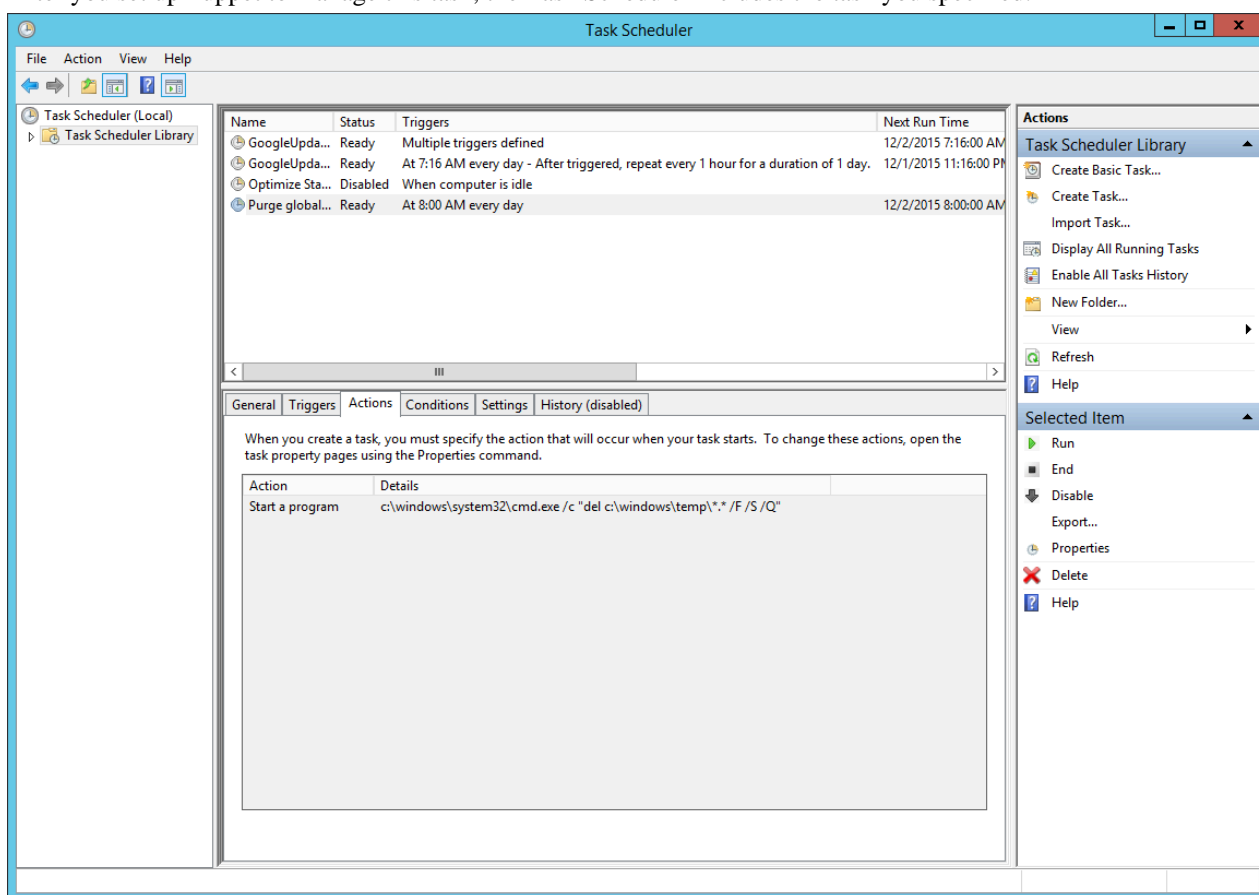 Task Scheduler
File Action View Help
Task Scheduler (Local)
Task Scheduler Library
Name Status Triggers Next Run Time
GoogleUpda... Ready Multiple triggers defined 12/2/2015 7:16:00 AM
GoogleUpda... Ready At 7:16 AM every day - After triggered, repeat every 1 hour for a duration of 1 day. 12/1/2015 11:16:00 PM
Optimize Sta... Disabled When computer is idle
Purge global... Ready At 8:00 AM every day 12/2/2015 8:00:00 AM
General Triggers Actions Conditions Settings History (disabled)
When you create a task, you must specify the action that will occur when your task starts. To change these actions, open the
task property pages using the Properties command.
Action Details
Start a program c:\windows\system32\cmd.exe /c "del c:\windows\temp\*.* /F /S /Q"
Actions
Task Scheduler Library
Create Basic Task...
Create Task...
Import Task...
Display All Running Tasks
Enable All Tasks History
New Folder...
View
Refresh
Help
Selected Item
Run
End
Disable
Export...
Properties
Delete
Help